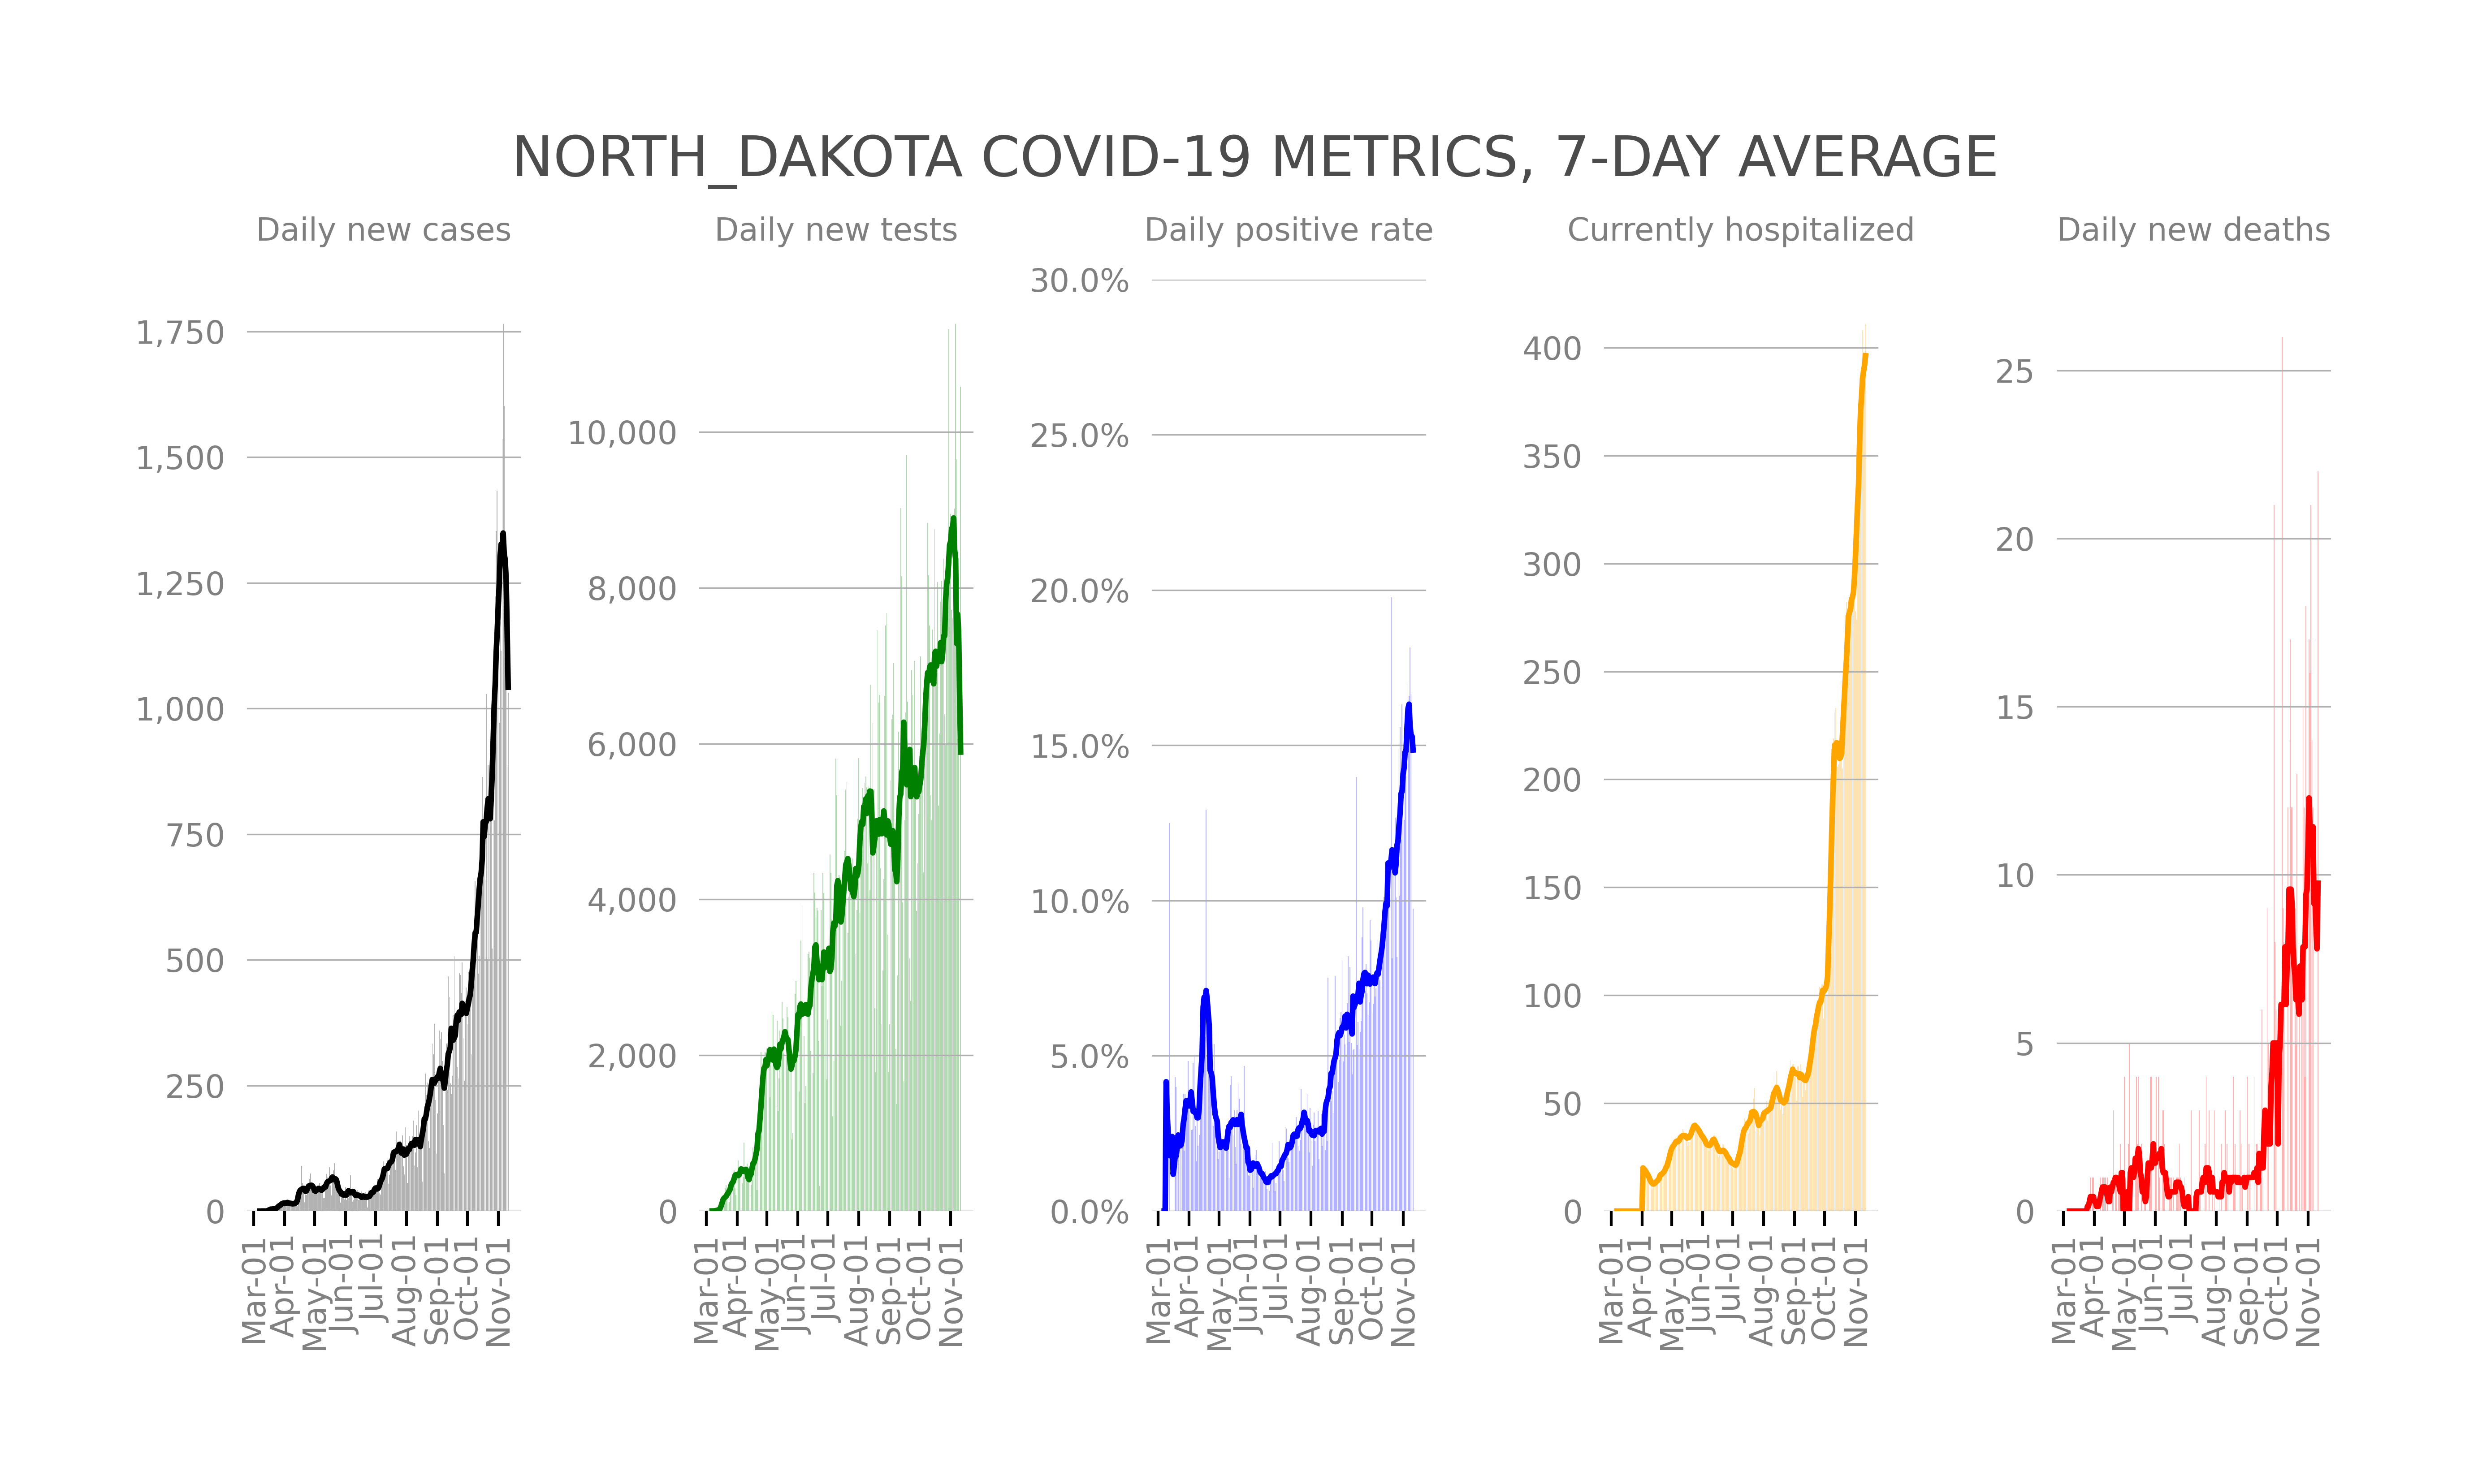 NORTH_DAKOTA COVID-19 METRICS, 7-DAY AVERAGE
Daily new cases
1,750
1,500
1,250
1,000
750
500
250
0
Mar-01
Apr-01
May-01
Jun-01
Jul-01
Aug-01
Sep-01
Oct-01
Nov-01
Daily new tests
10,000
8,000
6,000
4,000
2,000
0
Mar-01
Apr-01
May-01
Jun-01
Jul-01
Aug-01
Sep-01
Oct-01
Nov-01
Daily positive rate
30.0%
25.0%
20.0%
15.0%
10.0%
5.0%
0.0%
Mar-01
Apr-01
May-01
Jun-01
Jul-01
Aug-01
Sep-01
Oct-01
Nov-01
Currently hospitalized
400
350
300
250
200
150
100
50
0
Mar-01
Apr-01
May-01
Jun-01
Jul-01
Aug-01
Sep-01
Oct-01
Nov-01
Daily new deaths
25
20
15
10
5
0
Mar-01
Apr-01
May-01
Jun-01
Jul-01
Aug-01
Sep-01
Oct-01
Nov-01